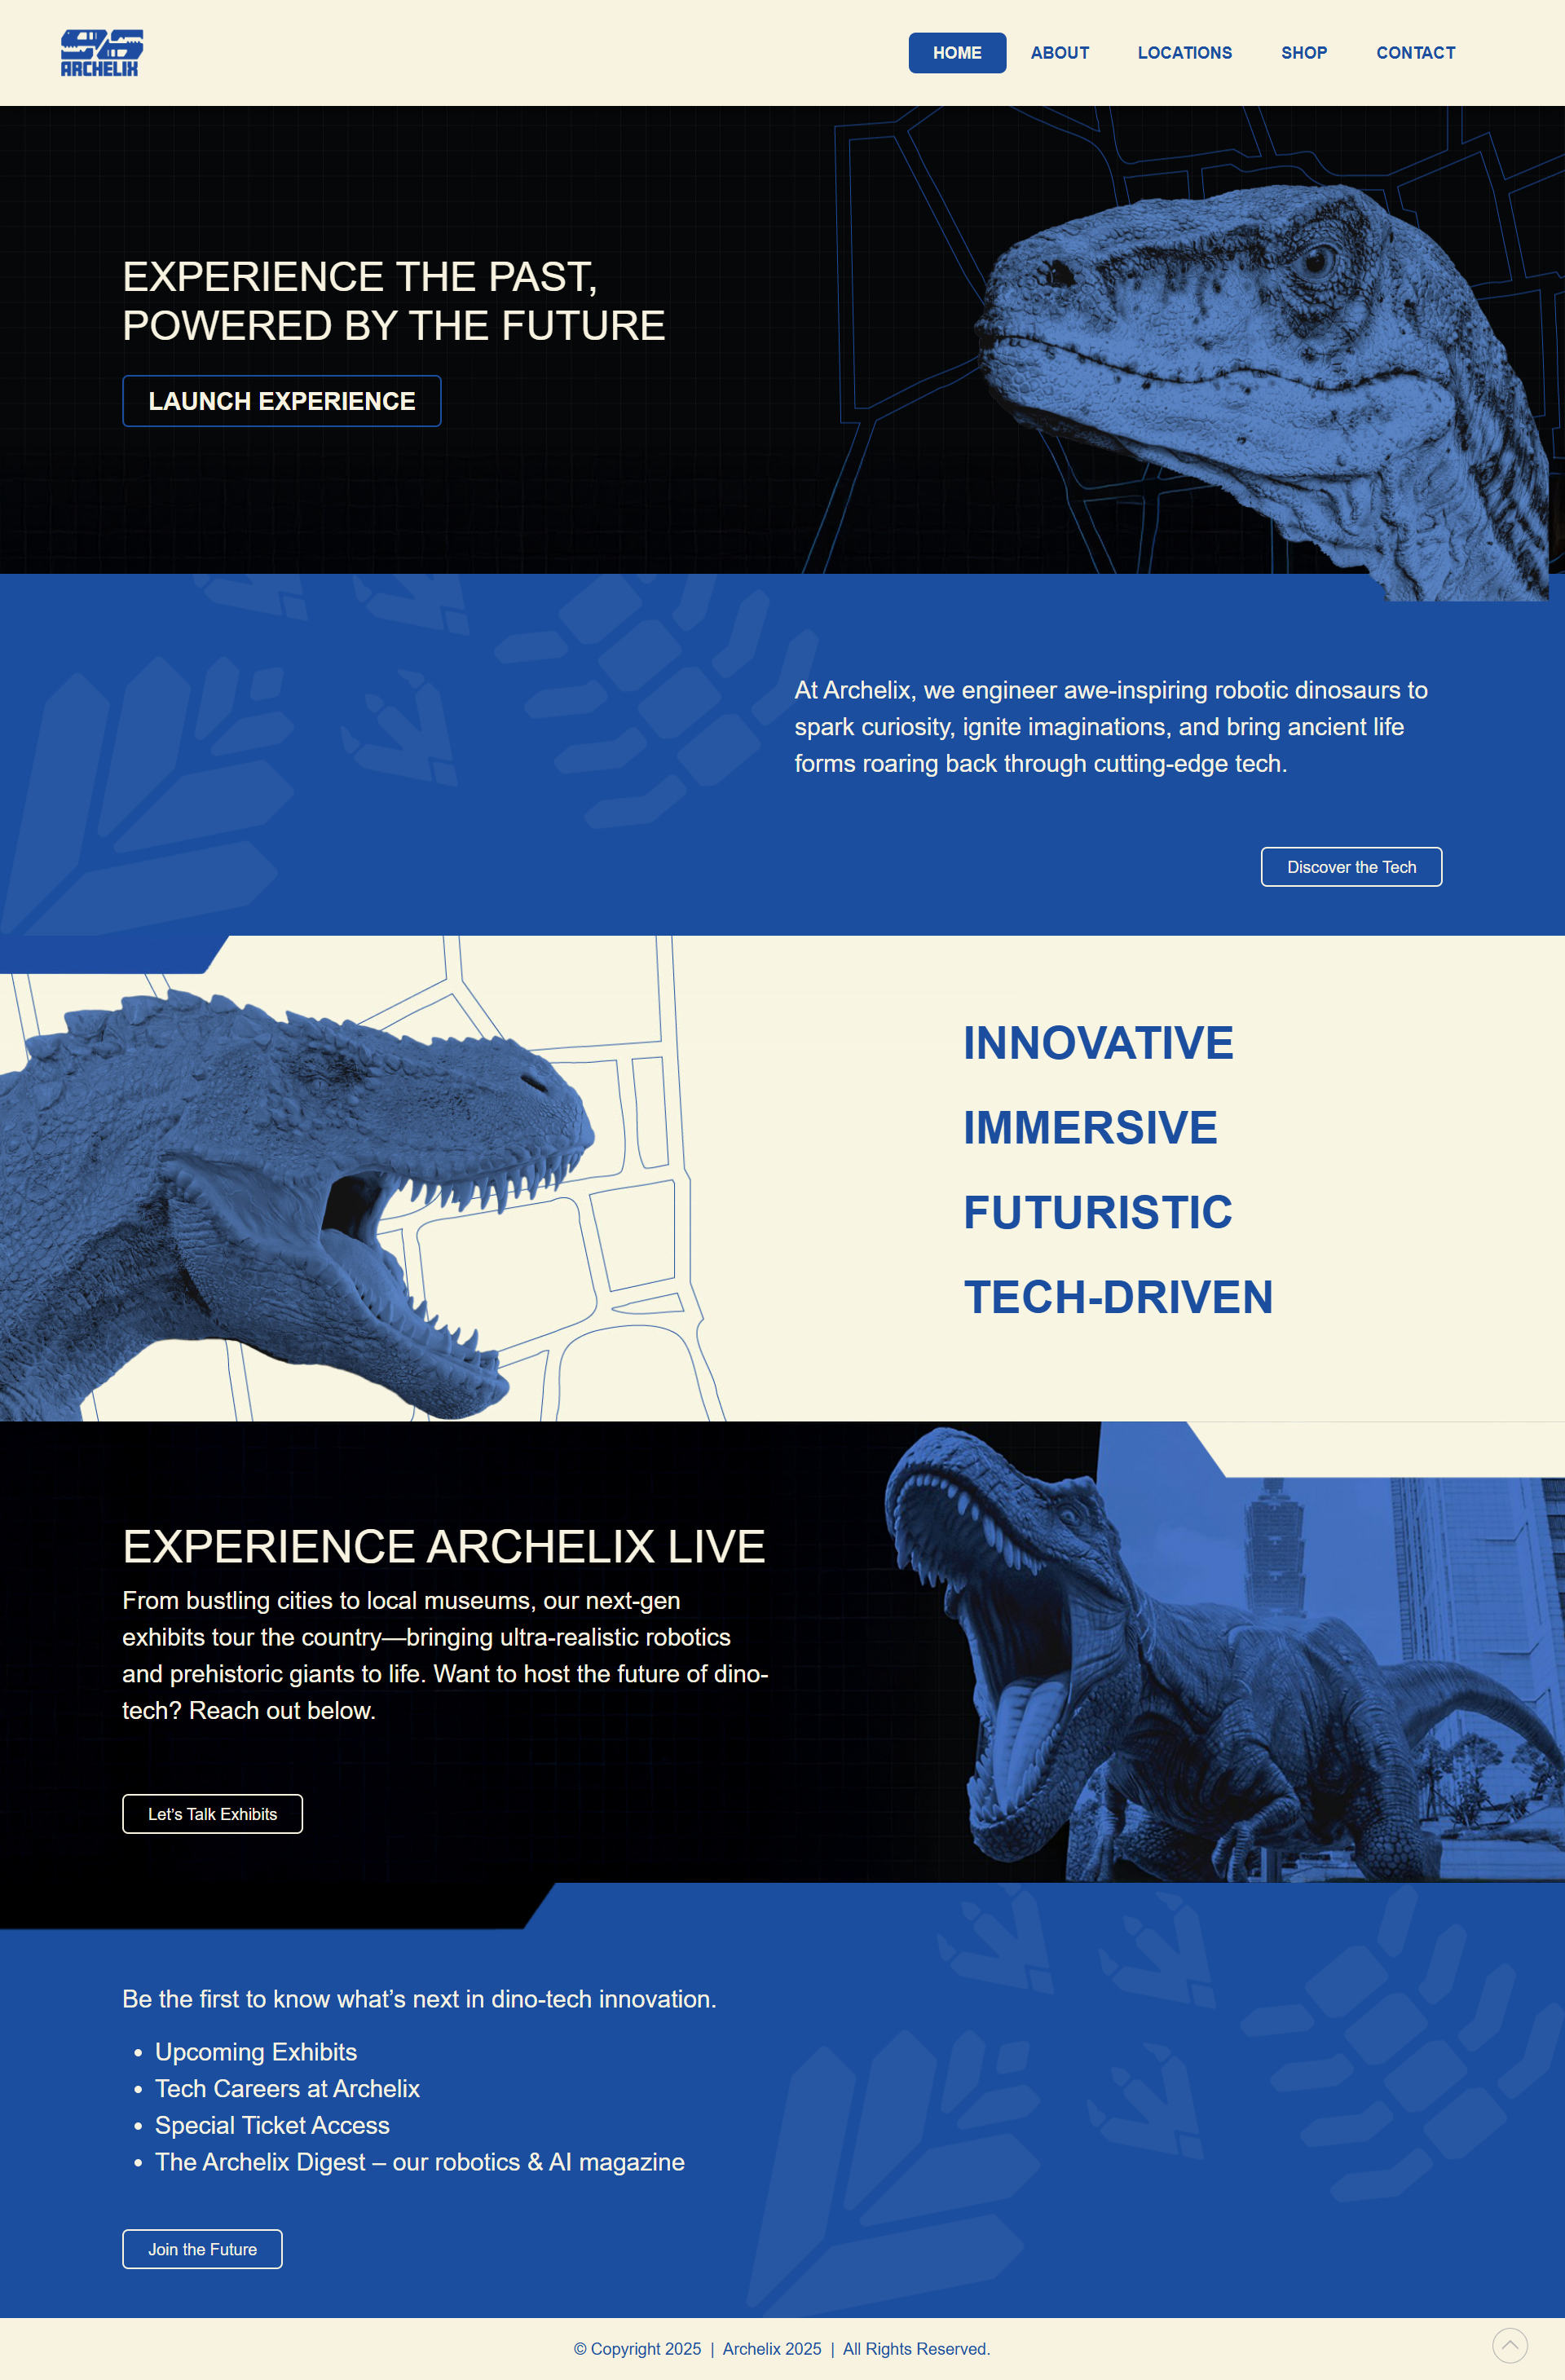 ARCHELIX
HOME ABOUT LOCATIONS SHOP CONTACT
EXPERIENCE THE PAST,
POWERED BY THE FUTURE
LAUNCH EXPERIENCE
At Archelix, we engineer awe-inspiring robotic dinosaurs to
spark curiosity, ignite imaginations, and bring ancient life
forms roaring back through cutting-edge tech.
Discover the Tech
INNOVATIVE
IMMERSIVE
FUTURISTIC
TECH-DRIVEN
EXPERIENCE ARCHELIX LIVE
From bustling cities to local museums, our next-gen
exhibits tour the country—bringing ultra-realistic robotics
and prehistoric giants to life. Want to host the future of dino-
tech? Reach out below.
Let's Talk Exhibits
Be the first to know what’s next in dino-tech innovation.
• Upcoming Exhibits
• Tech Careers at Archelix
• Special Ticket Access
• The Archelix Digest – our robotics & AI magazine
Join the Future
© Copyright 2025 | Archelix 2025 | All Rights Reserved.